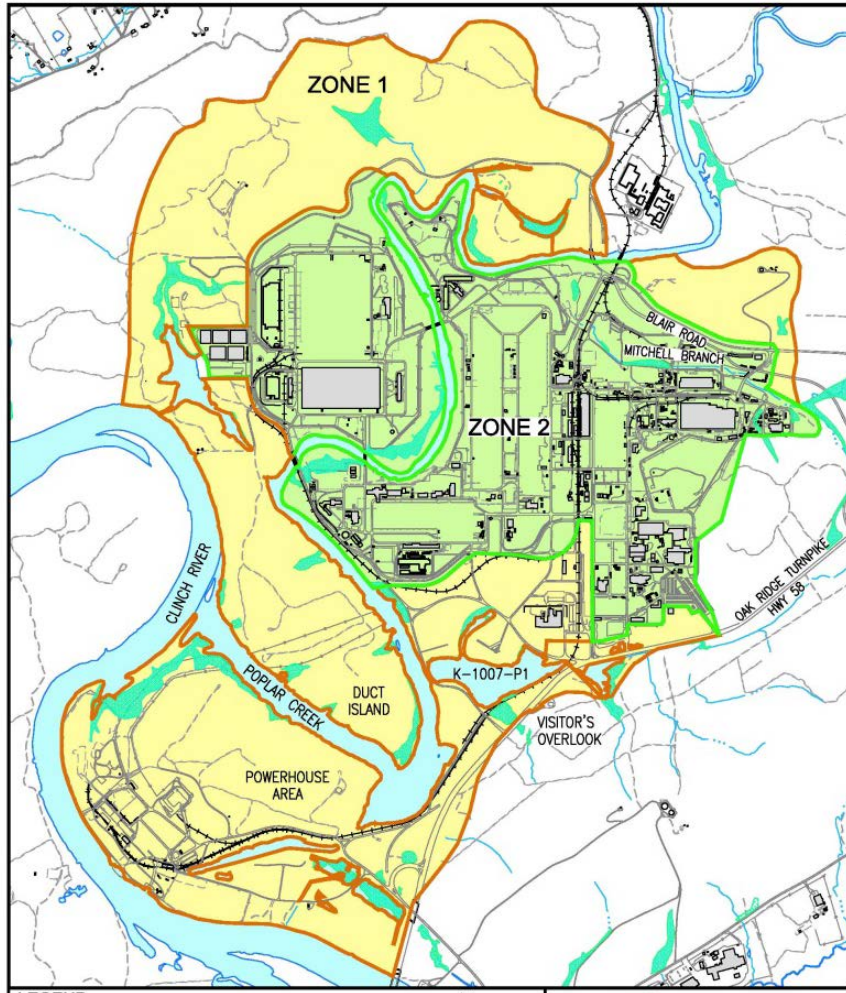 ZONE 1
BLAIR ROAD
MITCHELL BRANCH
ZONE 2
CLINCH RIVER
OAK RIDGE TURNPIKE
HWY 58
K-1007-P1
POPLAR CREEK
DUCT
ISLAND
VISITOR'S
OVERLOOK
POWERHOUSE
AREA